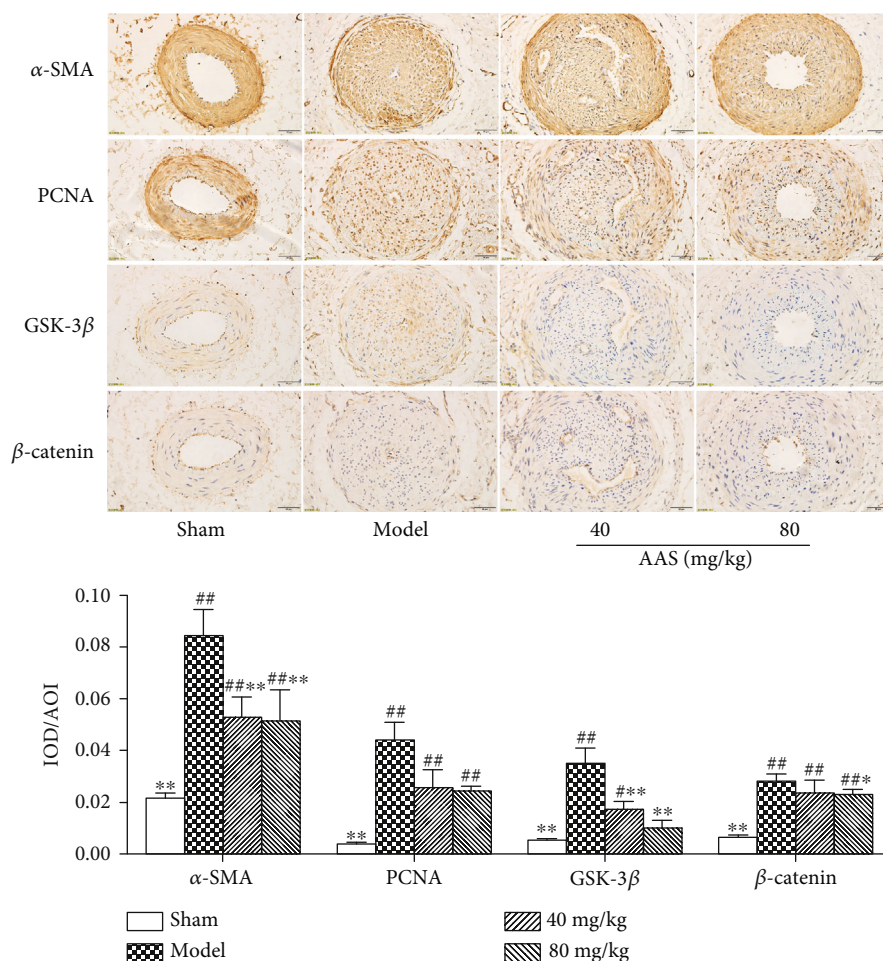 α-SMA
PCNA
GSK-3β
β-catenin
Sham Model 40 80
AAS (mg/kg)
0.10
##
0.08
##** ##**
0.06
##
IOD/AOI
0.04
##
## ##
## ## ##*
**
#**
**
0.02
** ** **
0.00
α-SMA PCNA GSK-3β β-catenin
Sham 40 mg/kg
Model 80 mg/kg